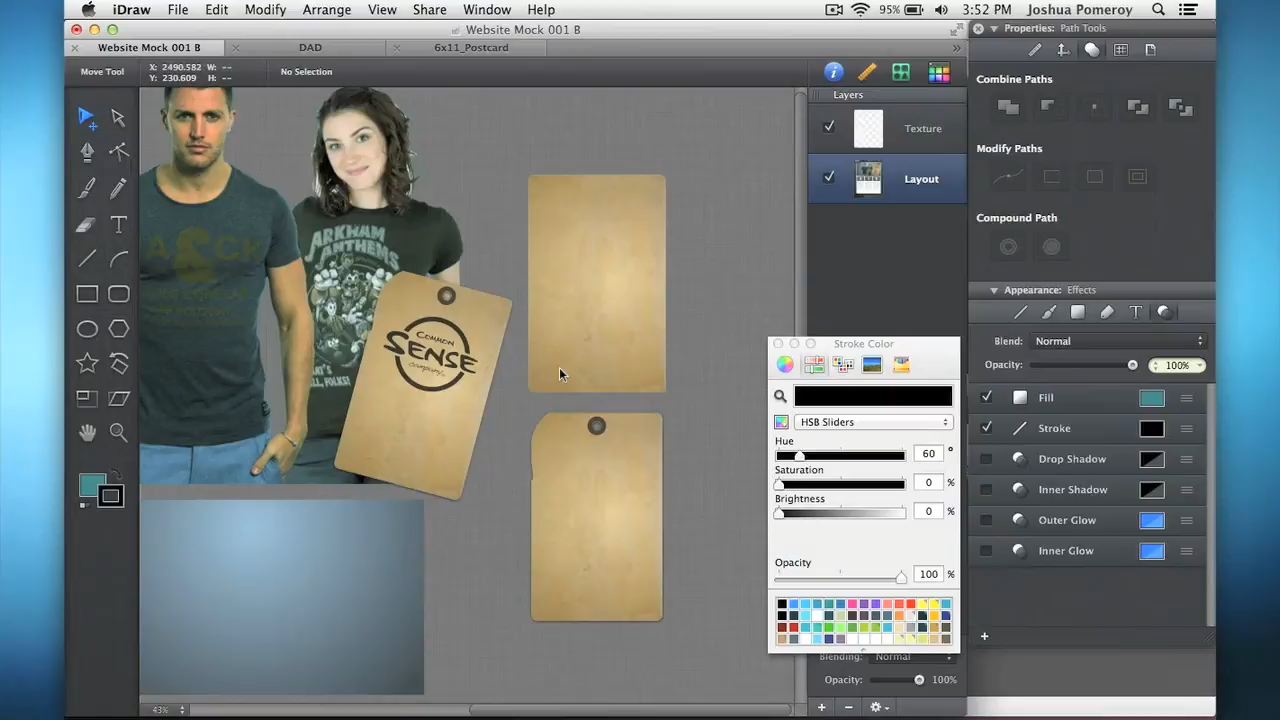 iDraw File Edit Modify Arrange View Share Window Help 95% 3:52 PM Joshua Pomeroy
Website Mock 001 B
Website Mock 001 B DAD 6x11_Postcard
Move Tool X: 2490.582 W: --
Y: 230.609 H: -- No Selection
Properties: Path Tools
Combine Paths
Modify Paths
Compound Path
Layers
Texture
Layout
ARKHAM
ANTHEMS
COMMON
SENSE
company
Appearance: Effects
Blend: Normal
Opacity: 100%
Fill
Stroke
Drop Shadow
Inner Shadow
Outer Glow
Inner Glow
Stroke Color
HSB Sliders
Hue
60 °
Saturation
0 %
Brightness
0 %
Opacity
100 %
Blending: Normal
Opacity: 100%
43%